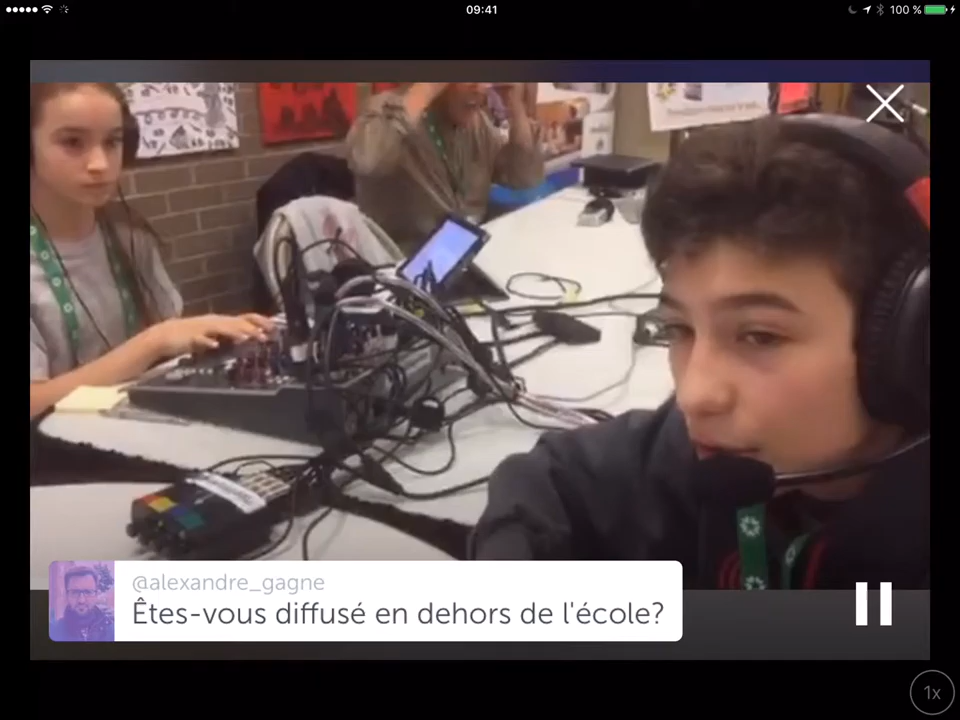 09:41
100 %
@alexandre_gagne
Êtes-vous diffusé en dehors de l'école?
1x